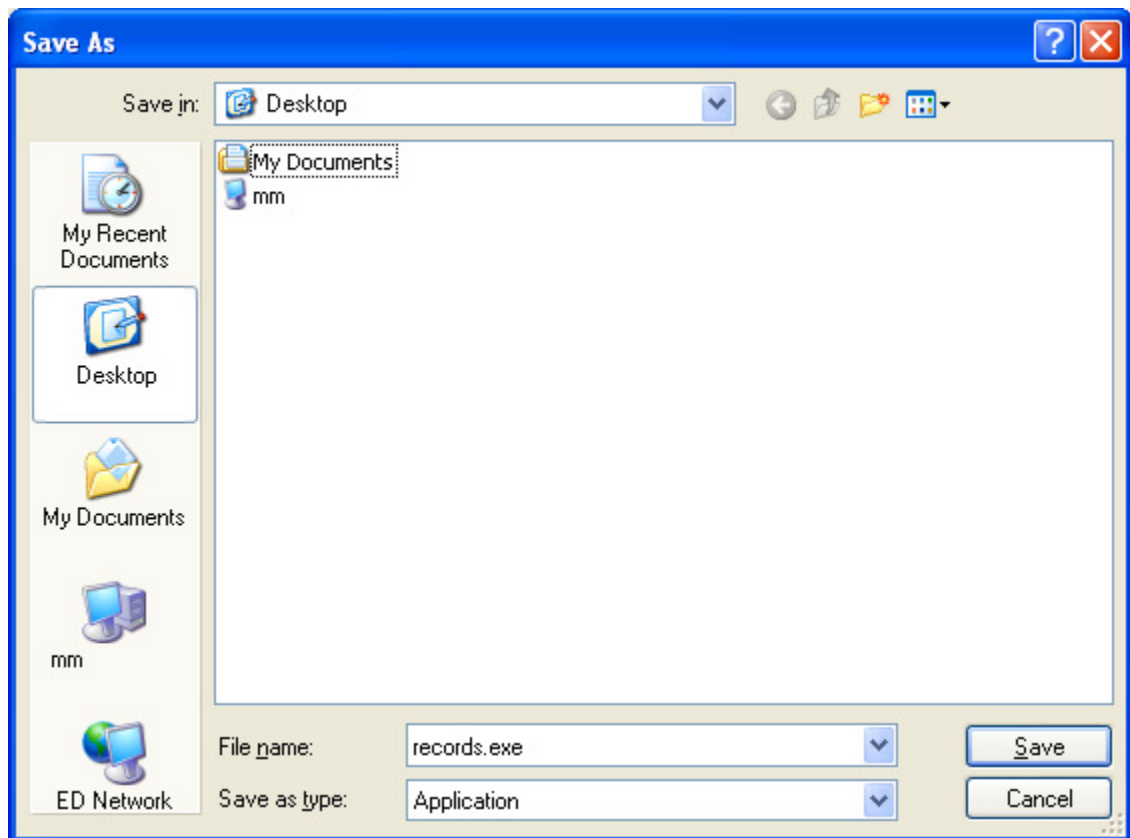 Save As
Save in: Desktop
My Documents
mm
My Recent
Documents
Desktop
My Documents
mm
ED Network
File name: records.exe Save
Save as type: Application Cancel